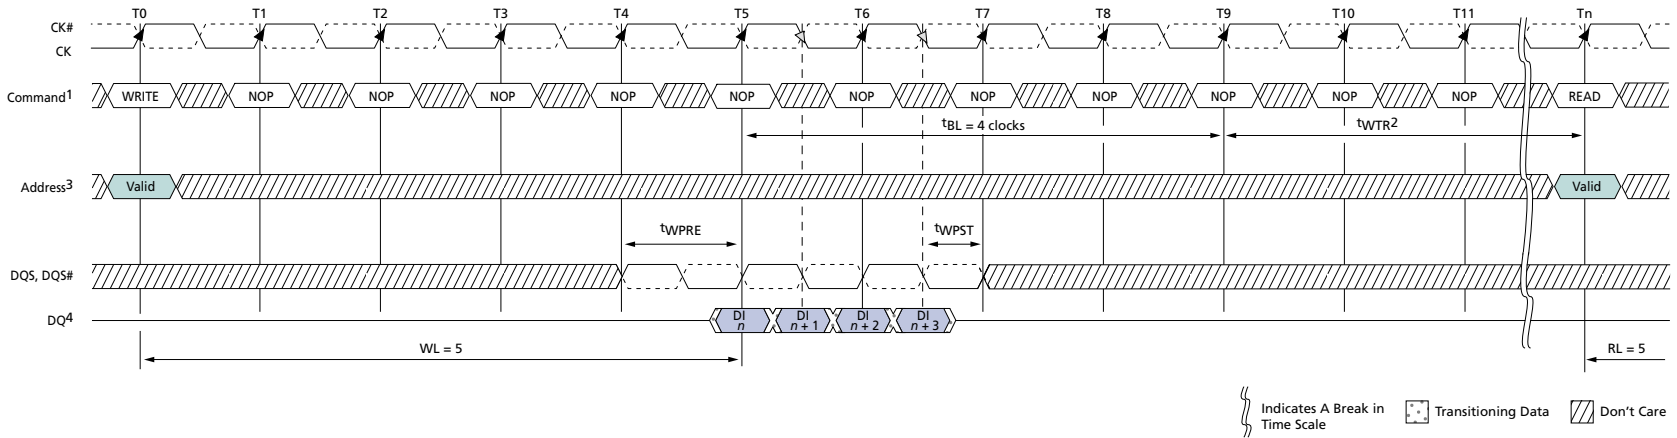 T0 T1 T2 T3 T4 T5 T6 T7 T8 T9 T10 T11 Tn
CK#
CK
Command1 WRITE NOP NOP NOP NOP NOP NOP NOP NOP NOP NOP NOP READ
tBL = 4 clocks tWTR2
Address3 Valid Valid
tWPRE tWPST
DQS, DQS#
DQ4
DI n
DI n + 1
DI n + 2
DI n + 3
WL = 5 RL = 5
Indicates A Break in
Time Scale
Transitioning Data
Don't Care